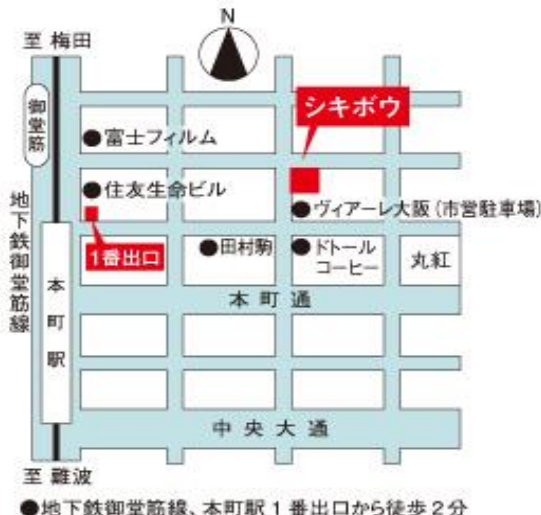 N
至 梅田
御堂筋
シキボウ
●富士フィルム
●住友生命ビル
●ヴィアーレ大阪(市営駐車場)
1番出口
●田村駒
●ドトール
コーヒー
丸紅
地下鉄御堂筋線
本町通
本町駅
中央大通
至 難波
●地下鉄御堂筋線、本町駅1番出口から徒歩2分